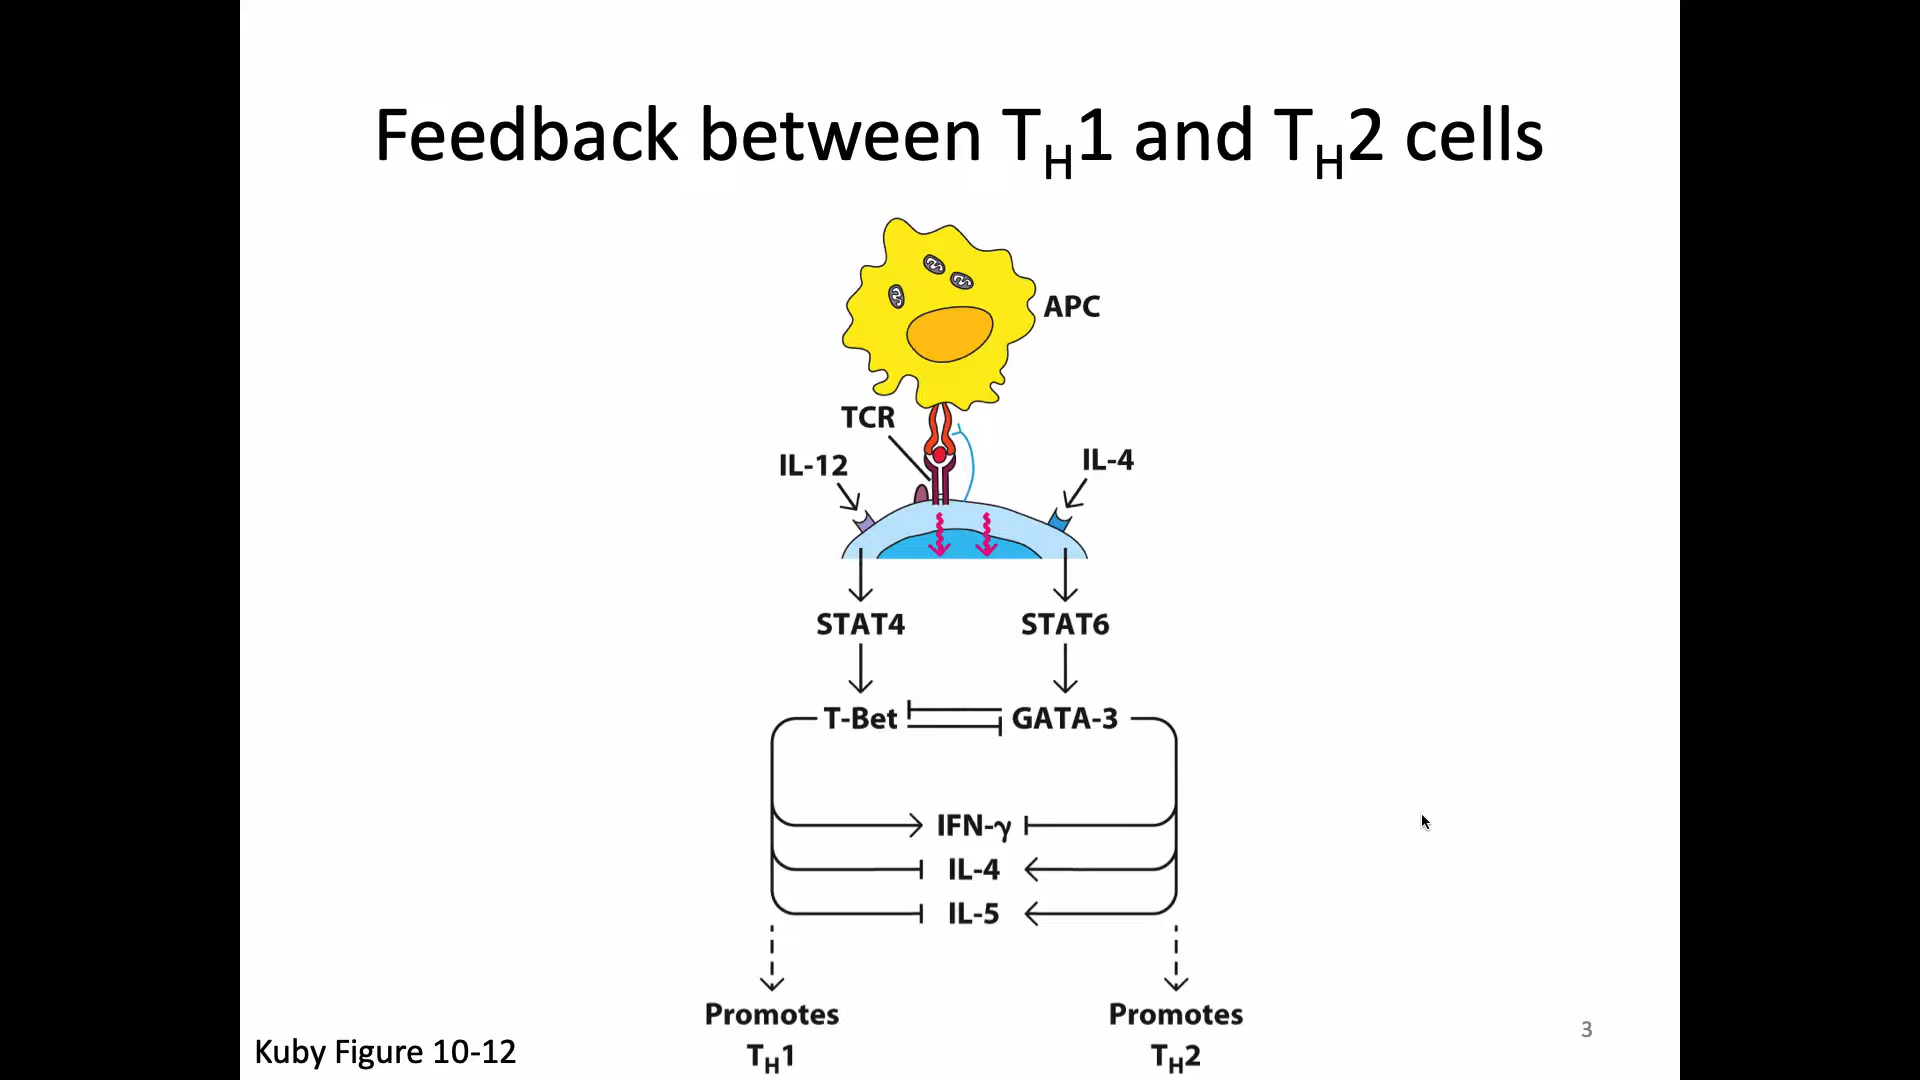 Feedback between TH1 and TH2 cells
APC
TCR
IL-12
IL-4
STAT4
STAT6
T-Bet
GATA-3
IFN-γ
IL-4
IL-5
Promotes
TH1
Promotes
TH2
Kuby Figure 10-12
3